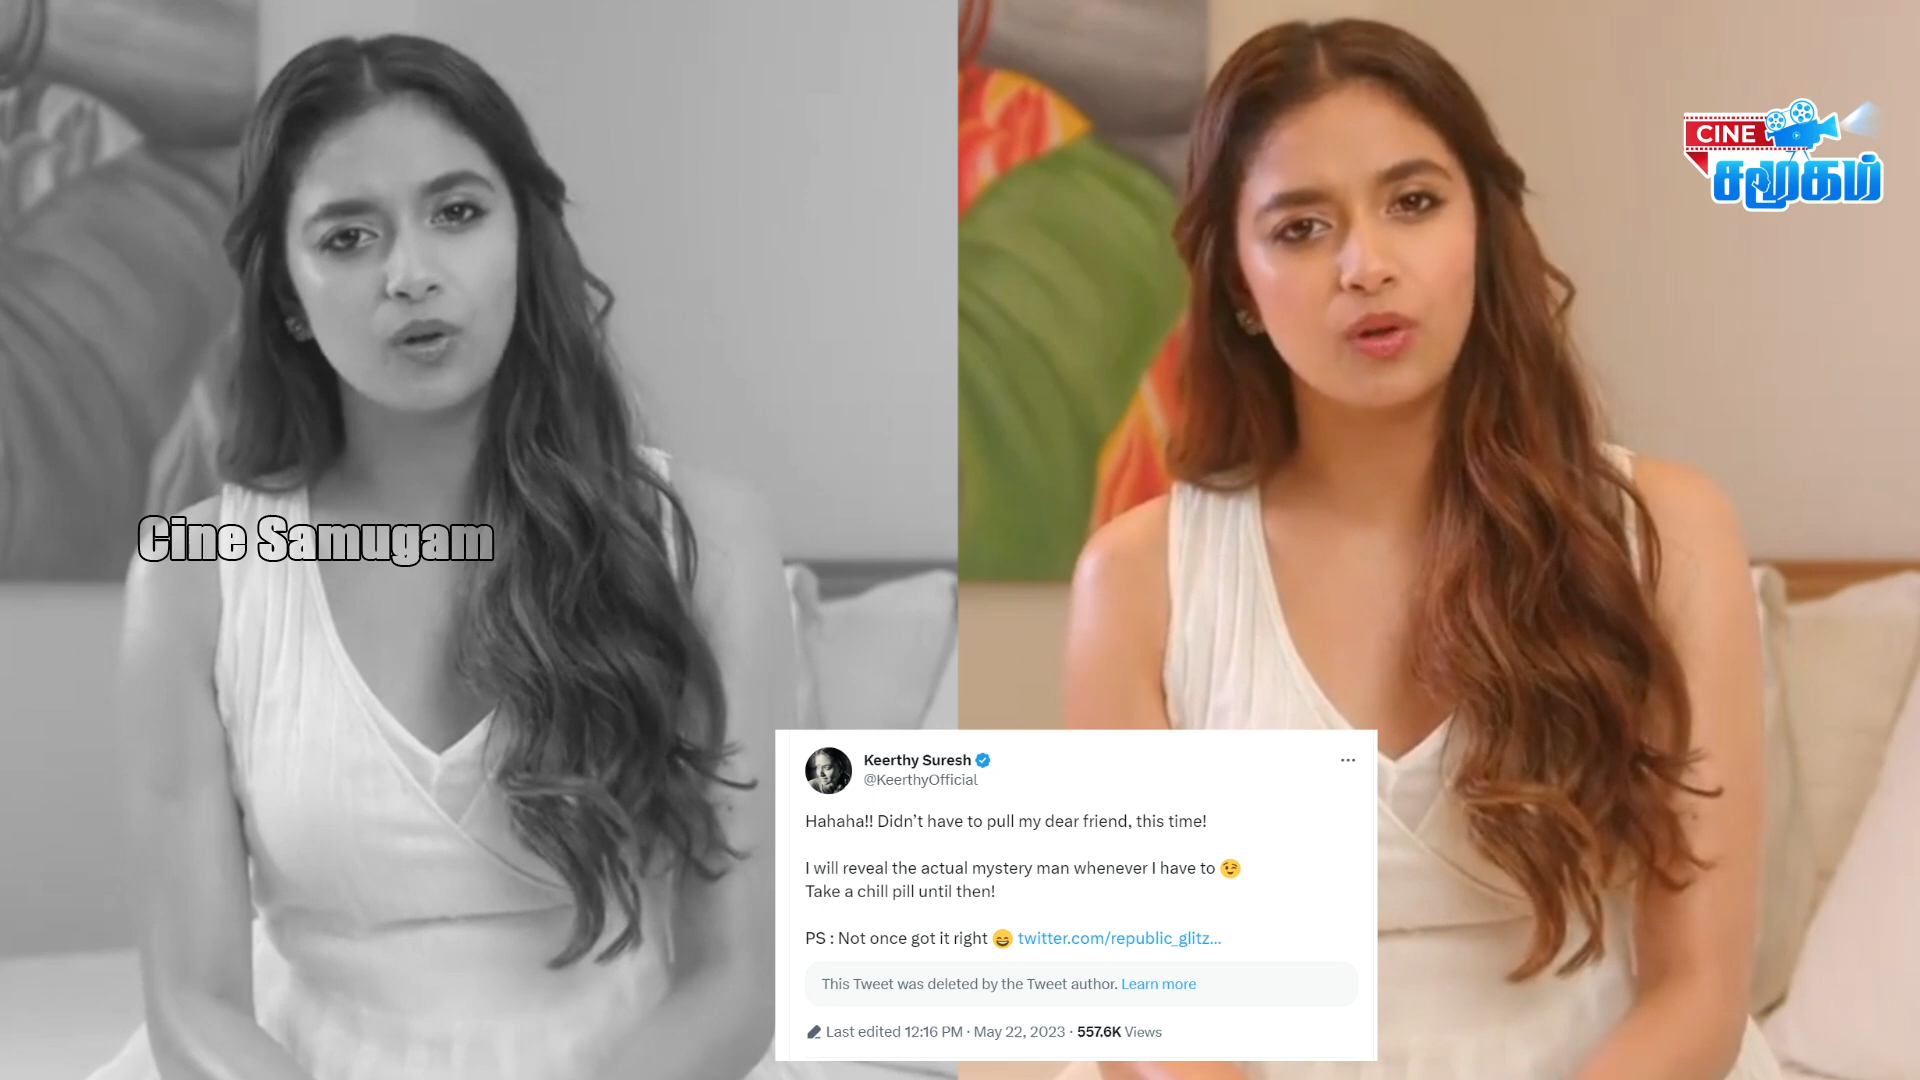 CINE
சமூகம்
Cine Samugam
Keerthy Suresh
@KeerthyOfficial
Hahaha!! Didn’t have to pull my dear friend, this time!
I will reveal the actual mystery man whenever I have to 😉
Take a chill pill until then!
PS : Not once got it right 😄 twitter.com/republic_glitz...
This Tweet was deleted by the Tweet author. Learn more
Last edited 12:16 PM · May 22, 2023 · 557.6K Views